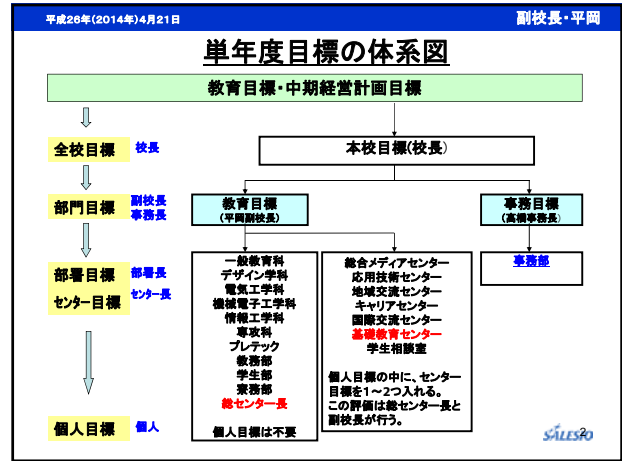 平成26年(2014年)4月21日
副校長・平岡
単年度目標の体系図
教育目標・中期経営計画目標
全校目標
校長
本校目標(校長)
部門目標
副校長
事務長
教育目標
(平岡副校長)
事務目標
(高橋事務長)
部署目標
部署長
センター目標
センター長
一般教育科
デザイン学科
電気工学科
機械電子工学科
情報工学科
専攻科
プレテック
教務部
学生部
寮務部
総センター長
個人目標は不要
総合メディアセンター
応用技術センター
地域交流センター
キャリアセンター
国際交流センター
基礎教育センター
学生相談室
個人目標の中に、センター
目標を1～2つ入れる。
この評価は総センター長と
副校長が行う。
事務部
個人目標
個人
SALESIO
2